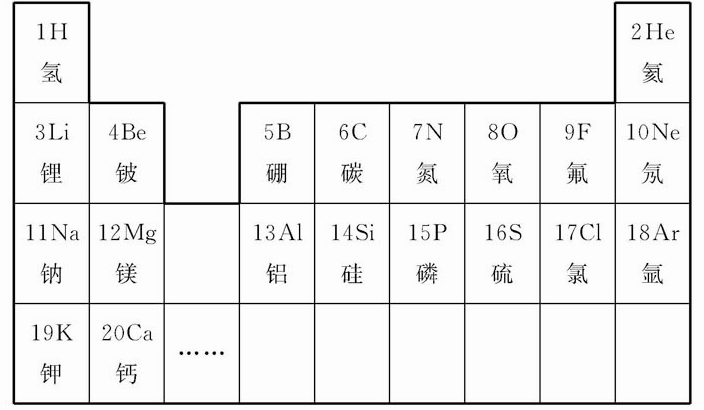 1H 2He
氢 氦
3Li 4Be 5B 6C 7N 8O 9F 10Ne
锂 铍 硼 碳 氮 氧 氟 氖
11Na 12Mg 13Al 14Si 15P 16S 17Cl 18Ar
钠 镁 铝 硅 磷 硫 氯 氩
19K 20Ca ……
钾 钙